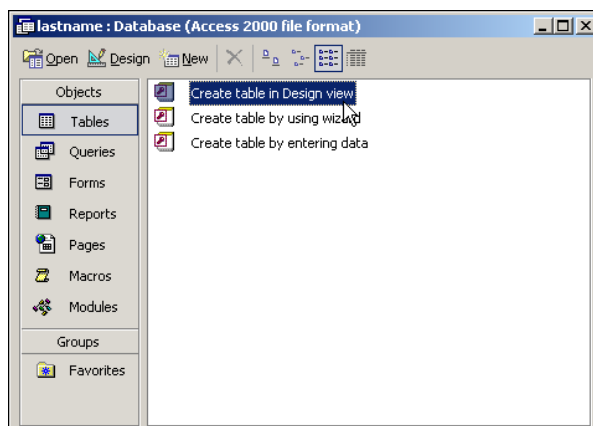 lastname : Database (Access 2000 file format)
Open Design New
Objects
Tables
Queries
Forms
Reports
Pages
Macros
Modules
Groups
Favorites
Create table in Design view
Create table by using wizard
Create table by entering data